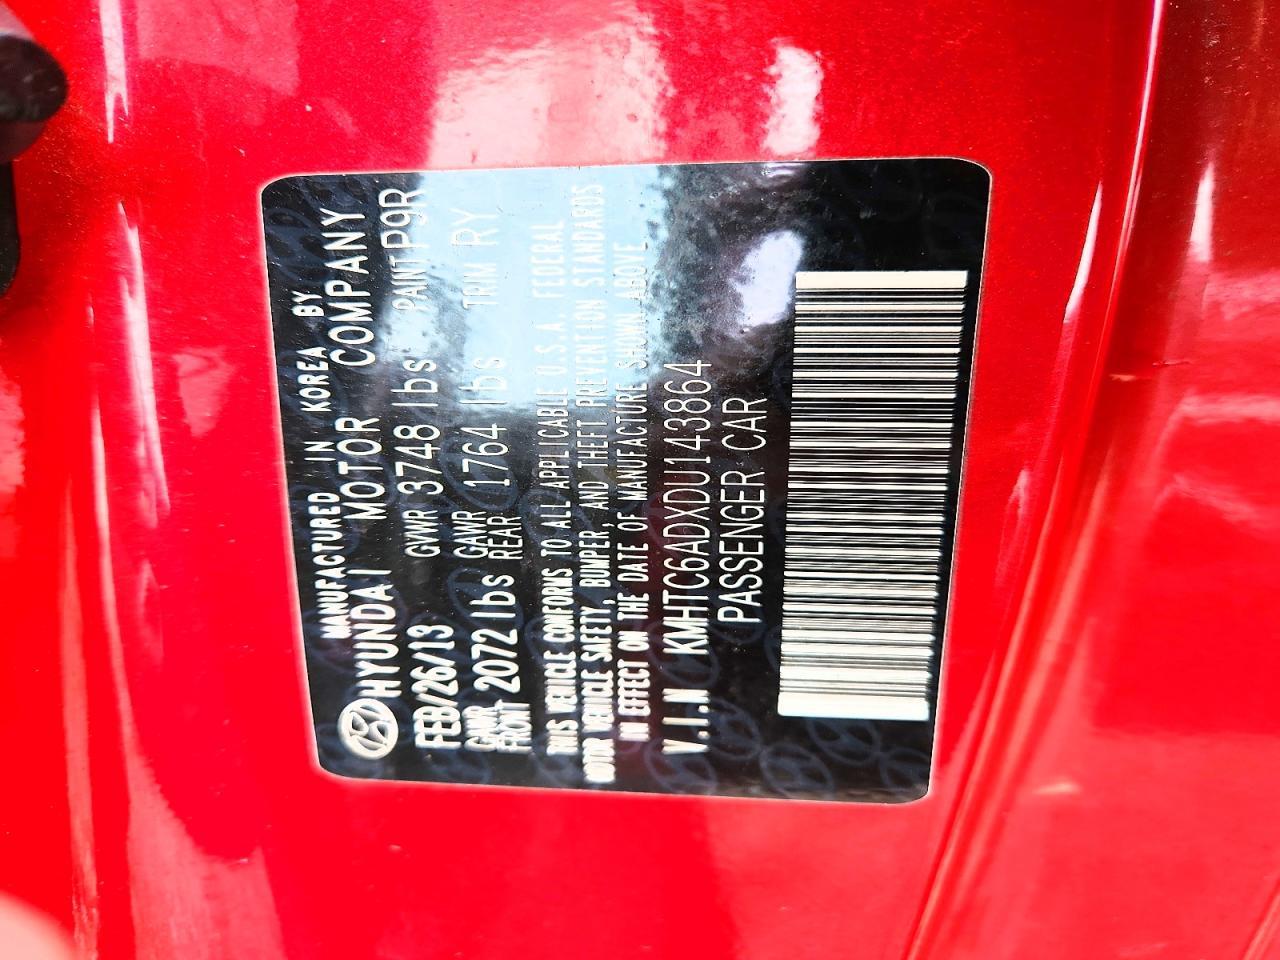 MANUFACTURED IN KOREA BY
HYUNDAI MOTOR COMPANY
FEB/26/13 GVWR 3748 lbs PAINT P9R
GAWR FRONT 2072 lbs GAWR REAR 1764 lbs TRIM RY
THIS VEHICLE CONFORMS TO ALL APPLICABLE U.S.A. FEDERAL
MOTOR VEHICLE SAFETY, BUMPER, AND THEFT PREVENTION STANDARDS
IN EFFECT ON THE DATE OF MANUFACTURE SHOWN ABOVE
V.I.N KMHTC6ADXDU143864
PASSENGER CAR